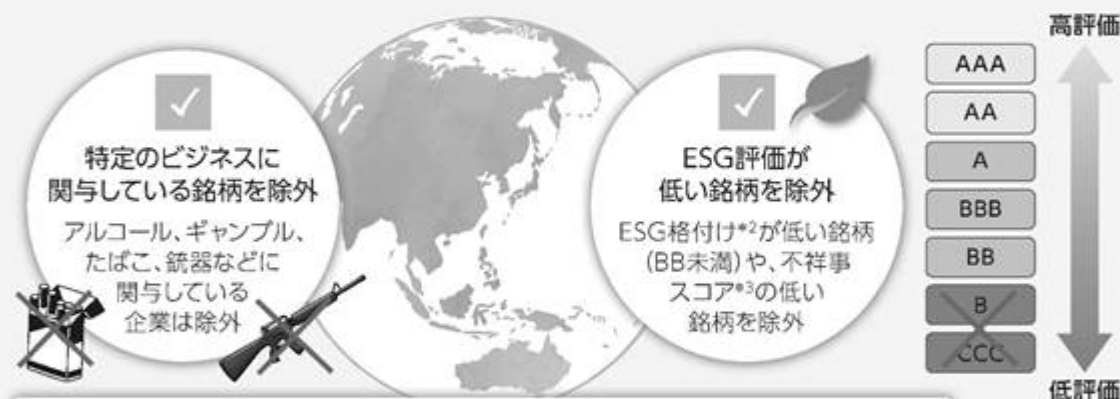 特定のビジネスに
関与している銘柄を除外
アルコール、ギャンブル、
たばこ、銃器などに
関与している
企業は除外
ESG評価が
低い銘柄を除外
ESG格付け*2が低い銘柄
(BB未満)や、不祥事
スコア*3の低い
銘柄を除外
高評価
AAA
AA
A
BBB
BB
B
CCC
低評価